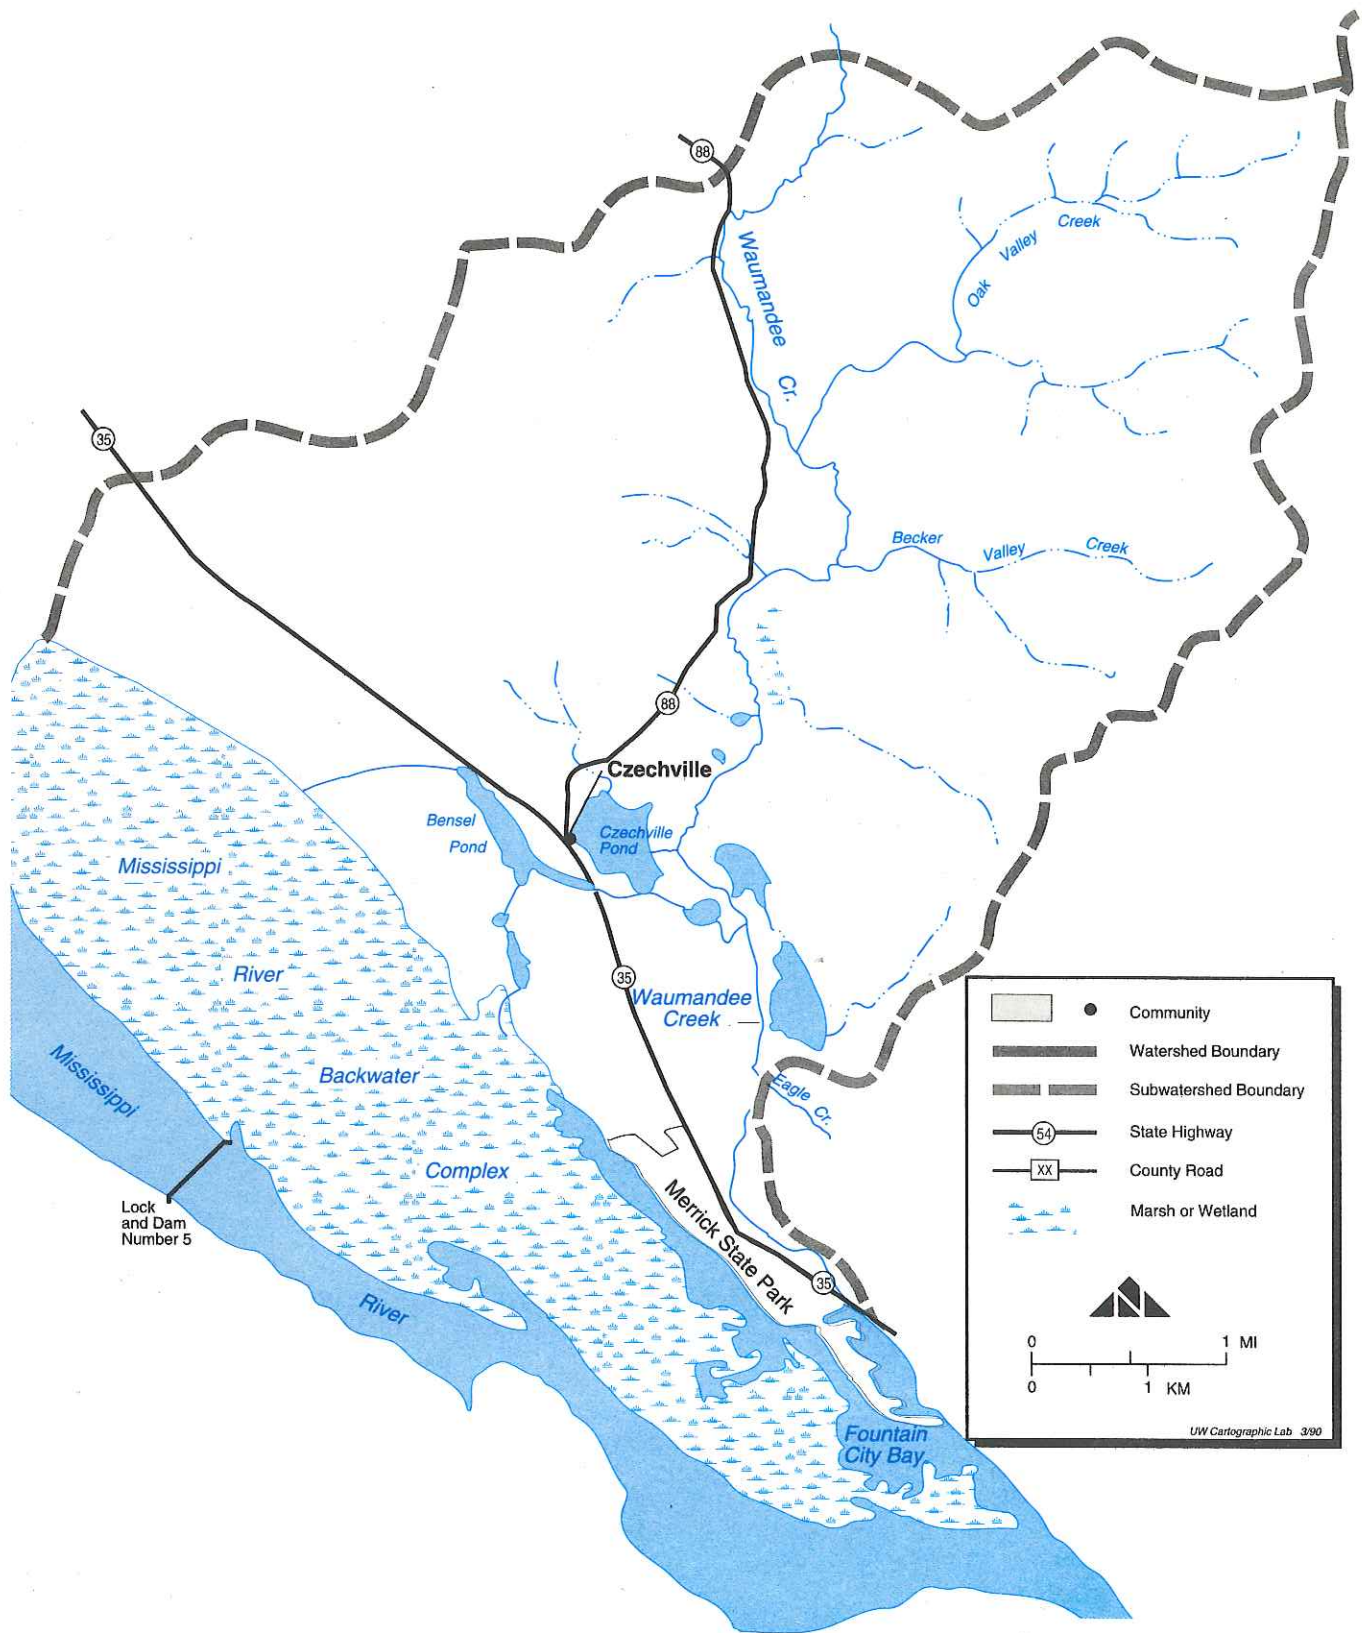 88
Waumandee
Cr.
Oak
Valley
Creek
35
Becker
Valley
Creek
88
Czechville
Bensel
Pond
Czechville
Pond
Mississippi
River
Backwater
Complex
35
Waumandee
Creek
Eagle Cr.
Mississippi
River
Lock
and Dam
Number 5
Merrick State Park
35
Fountain
City Bay
Community
Watershed Boundary
Subwatershed Boundary
54
State Highway
XX
County Road
Marsh or Wetland
N
0 1 MI
0 1 KM
UW Cartographic Lab 3/90